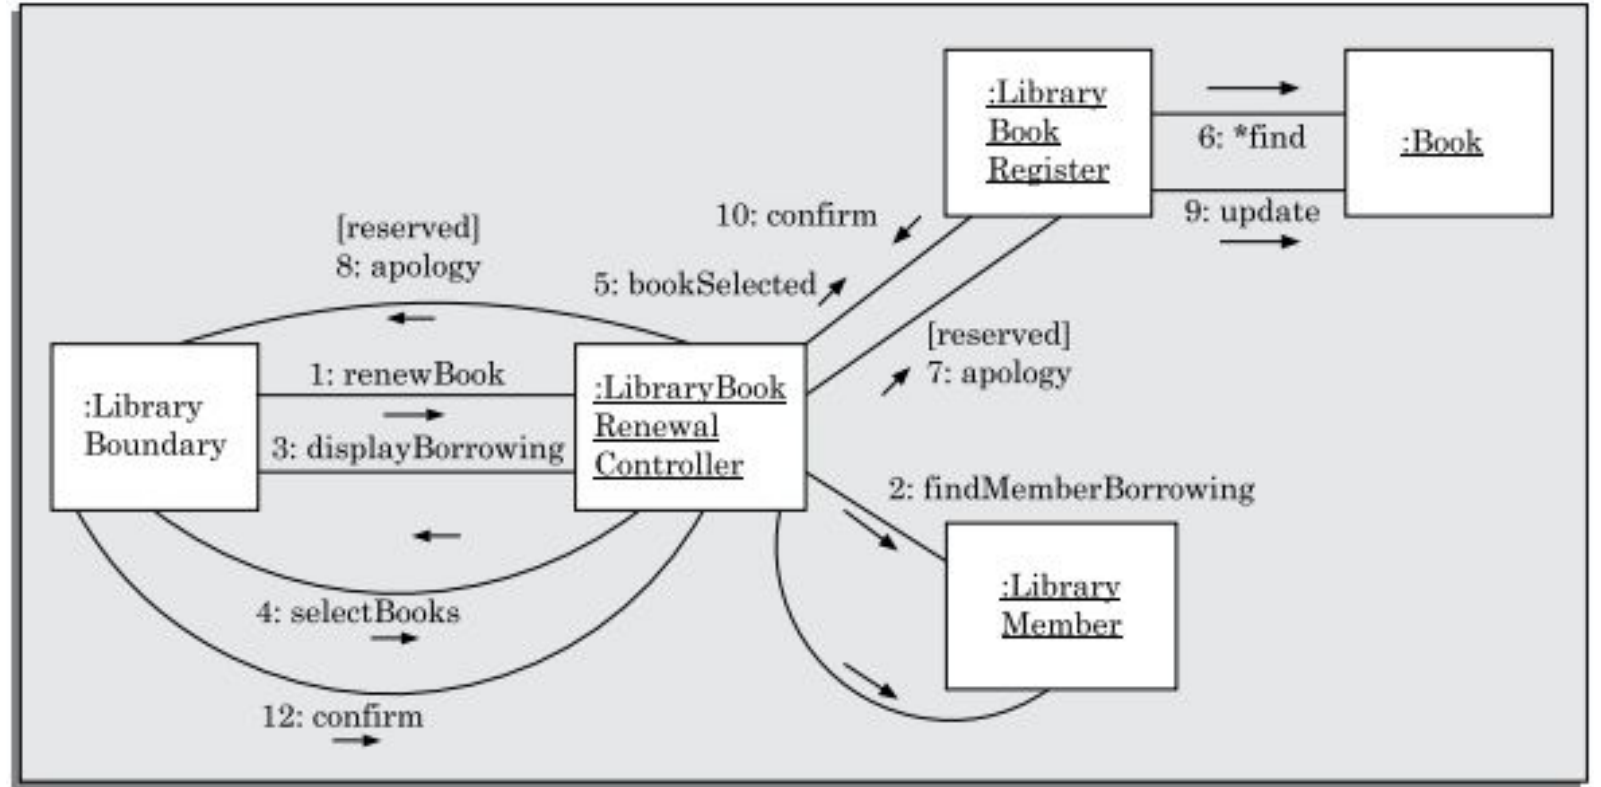 :Library
Book
Register
6: *find
:Book
9: update
10: confirm
5: bookSelected
[reserved]
8: apology
[reserved]
7: apology
:Library
Boundary
1: renewBook
3: displayBorrowing
:LibraryBook
Renewal
Controller
2: findMemberBorrowing
:Library
Member
4: selectBooks
12: confirm